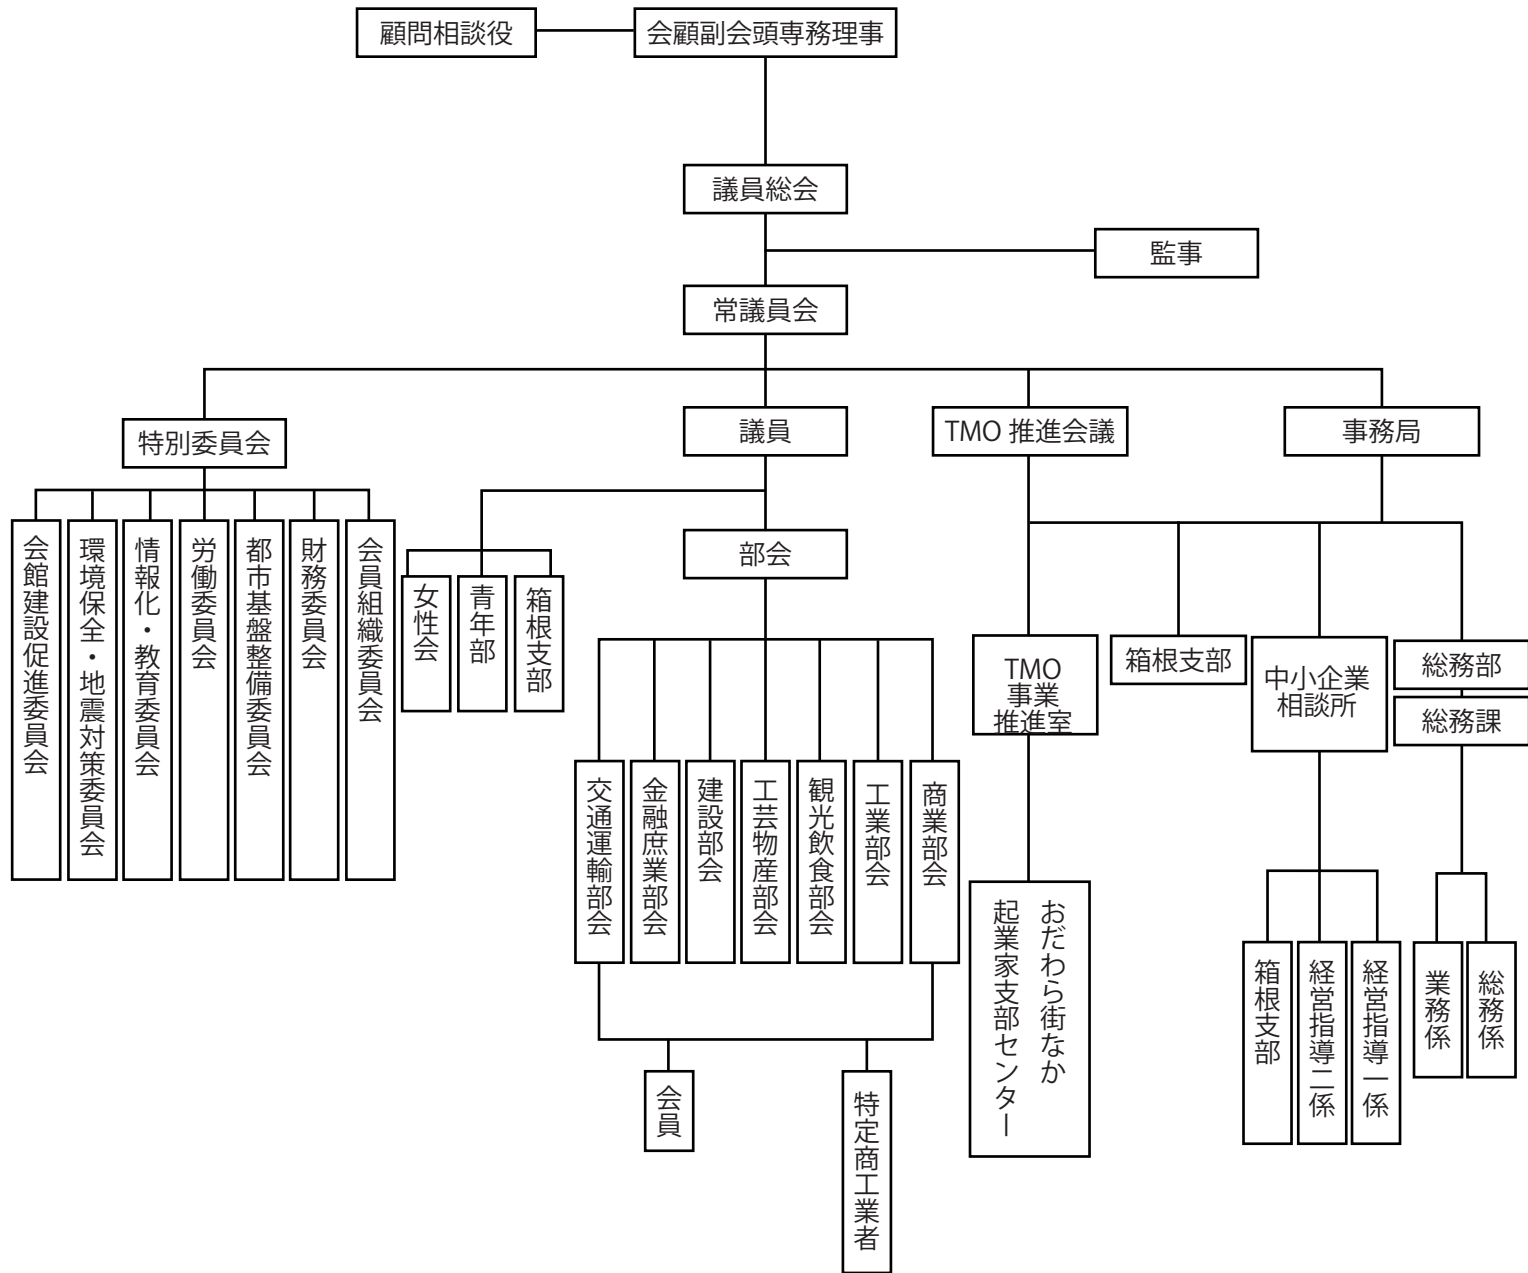 顧問相談役
会顧副会頭専務理事
議員総会
監事
常議員会
特別委員会
議員
TMO 推進会議
事務局
会館建設促進委員会
環境保全・地震対策委員会
情報化・教育委員会
労働委員会
都市基盤整備委員会
財務委員会
会員組織委員会
女性会
青年部
箱根支部
部会
TMO
事業
推進室
箱根支部
中小企業
相談所
総務部
総務課
交通運輸部会
金融庶業部会
建設部会
工芸物産部会
観光飲食部会
工業部会
商業部会
おだわら街なか
起業家支部センター
箱根支部
経営指導二係
経営指導一係
業務係
総務係
会員
特定商工業者